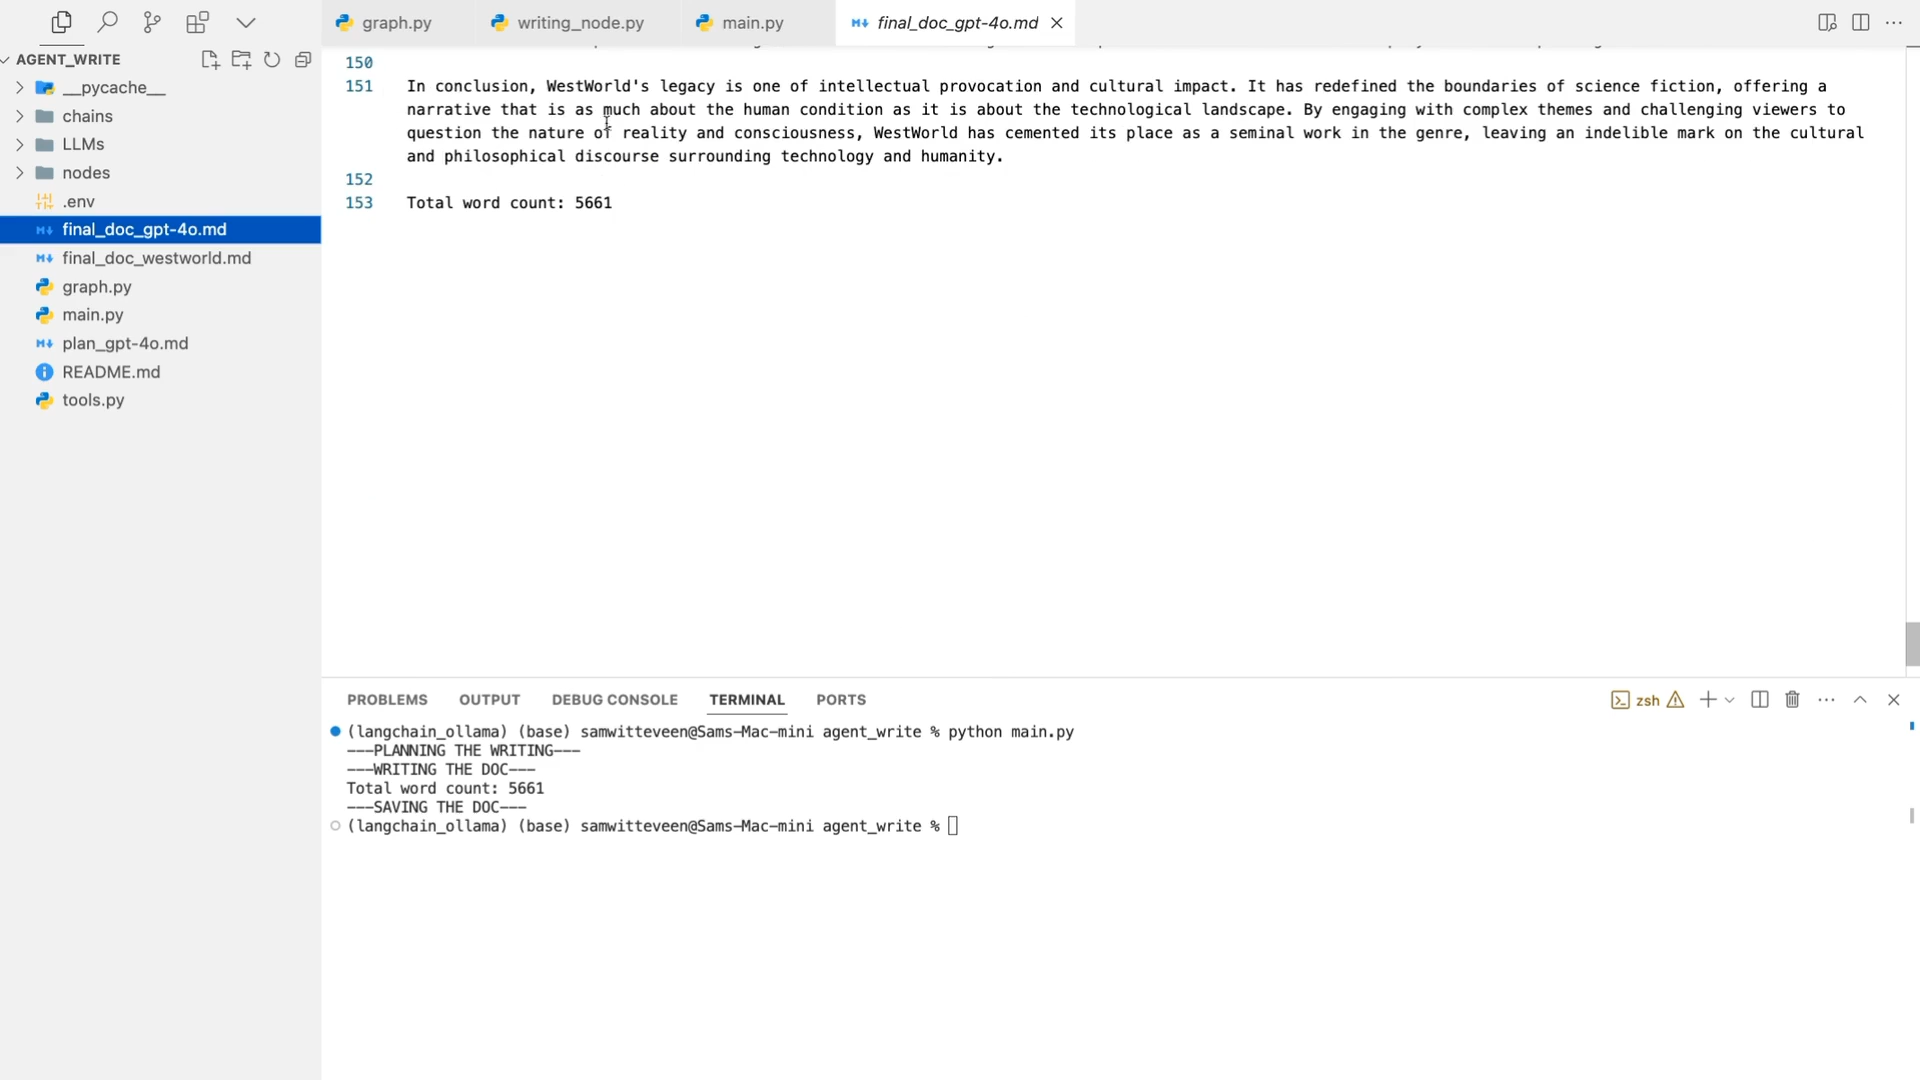 graph.py
writing_node.py
main.py
final_doc_gpt-4o.md
AGENT_WRITE
__pycache__
chains
LLMs
nodes
.env
final_doc_gpt-4o.md
final_doc_westworld.md
graph.py
main.py
plan_gpt-4o.md
README.md
tools.py
150
151 In conclusion, WestWorld's legacy is one of intellectual provocation and cultural impact. It has redefined the boundaries of science fiction, offering a
narrative that is as much about the human condition as it is about the technological landscape. By engaging with complex themes and challenging viewers to
question the nature of reality and consciousness, WestWorld has cemented its place as a seminal work in the genre, leaving an indelible mark on the cultural
and philosophical discourse surrounding technology and humanity.
152
153 Total word count: 5661
PROBLEMS OUTPUT DEBUG CONSOLE TERMINAL PORTS
zsh
(langchain_ollama) (base) samwitteveen@Sams-Mac-mini agent_write % python main.py
---PLANNING THE WRITING---
---WRITING THE DOC---
Total word count: 5661
---SAVING THE DOC---
(langchain_ollama) (base) samwitteveen@Sams-Mac-mini agent_write %